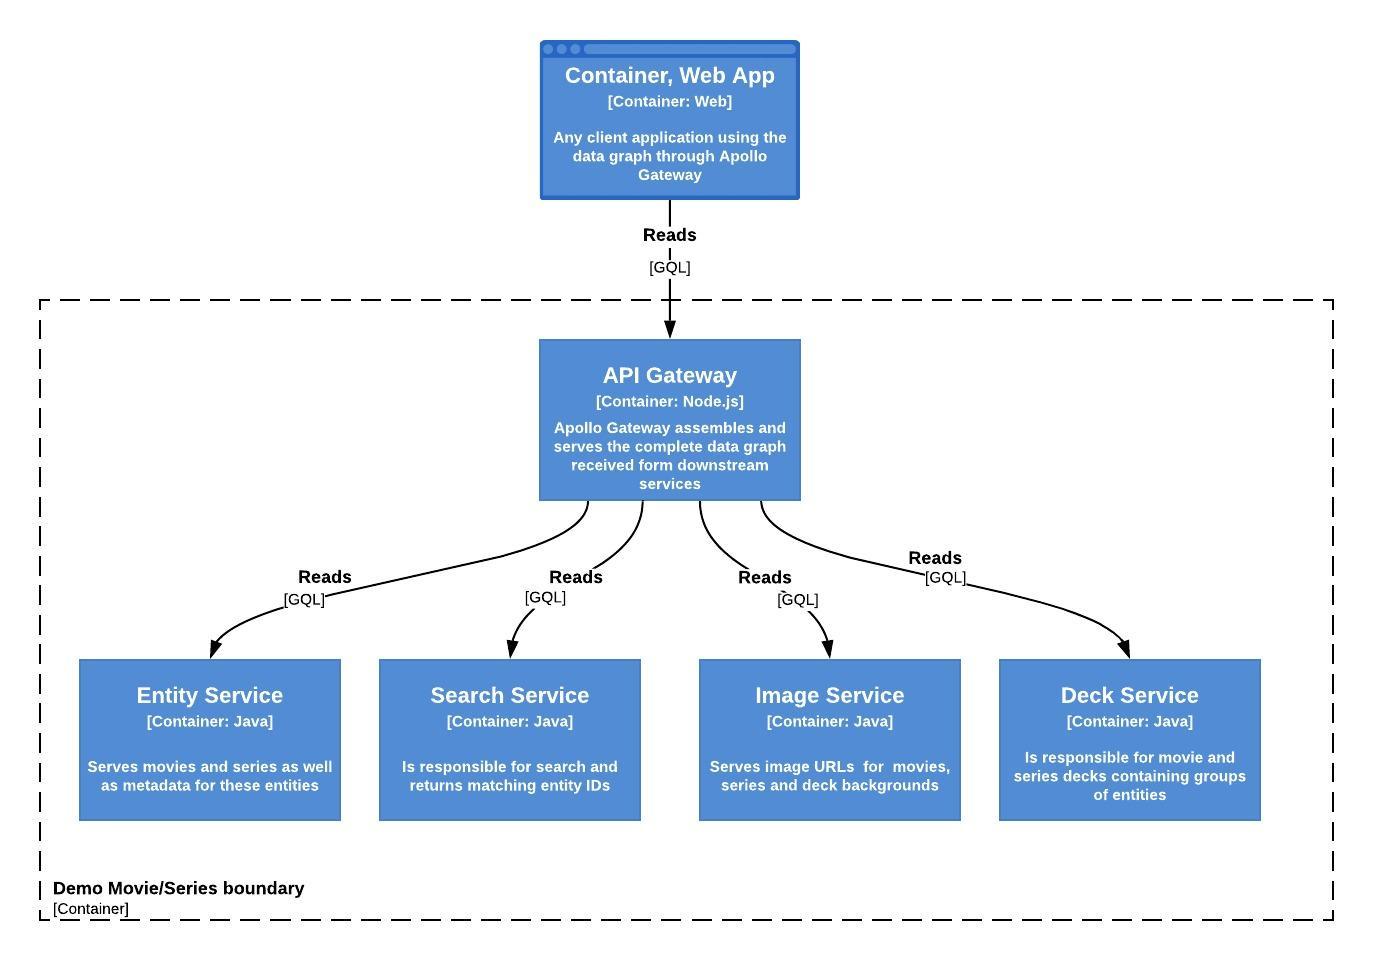 Container, Web App
[Container: Web]
Any client application using the
data graph through Apollo
Gateway
Reads
[GQL]
API Gateway
[Container: Node.js]
Apollo Gateway assembles and
serves the complete data graph
received form downstream
services
Reads
[GQL]
Reads
[GQL]
Reads
[GQL]
Reads
[GQL]
Entity Service
[Container: Java]
Serves movies and series as well
as metadata for these entities
Search Service
[Container: Java]
Is responsible for search and
returns matching entity IDs
Image Service
[Container: Java]
Serves image URLs for movies,
series and deck backgrounds
Deck Service
[Container: Java]
Is responsible for movie and
series decks containing groups
of entities
Demo Movie/Series boundary
[Container]